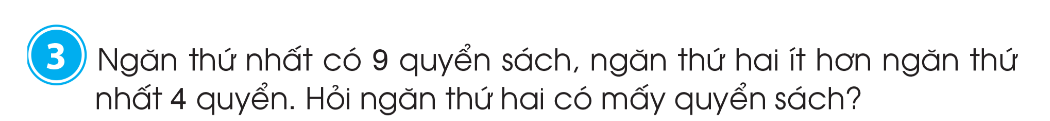 3 Ngăn thứ nhất có 9 quyển sách, ngăn thứ hai ít hơn ngăn thứ
nhất 4 quyển. Hỏi ngăn thứ hai có mấy quyển sách?